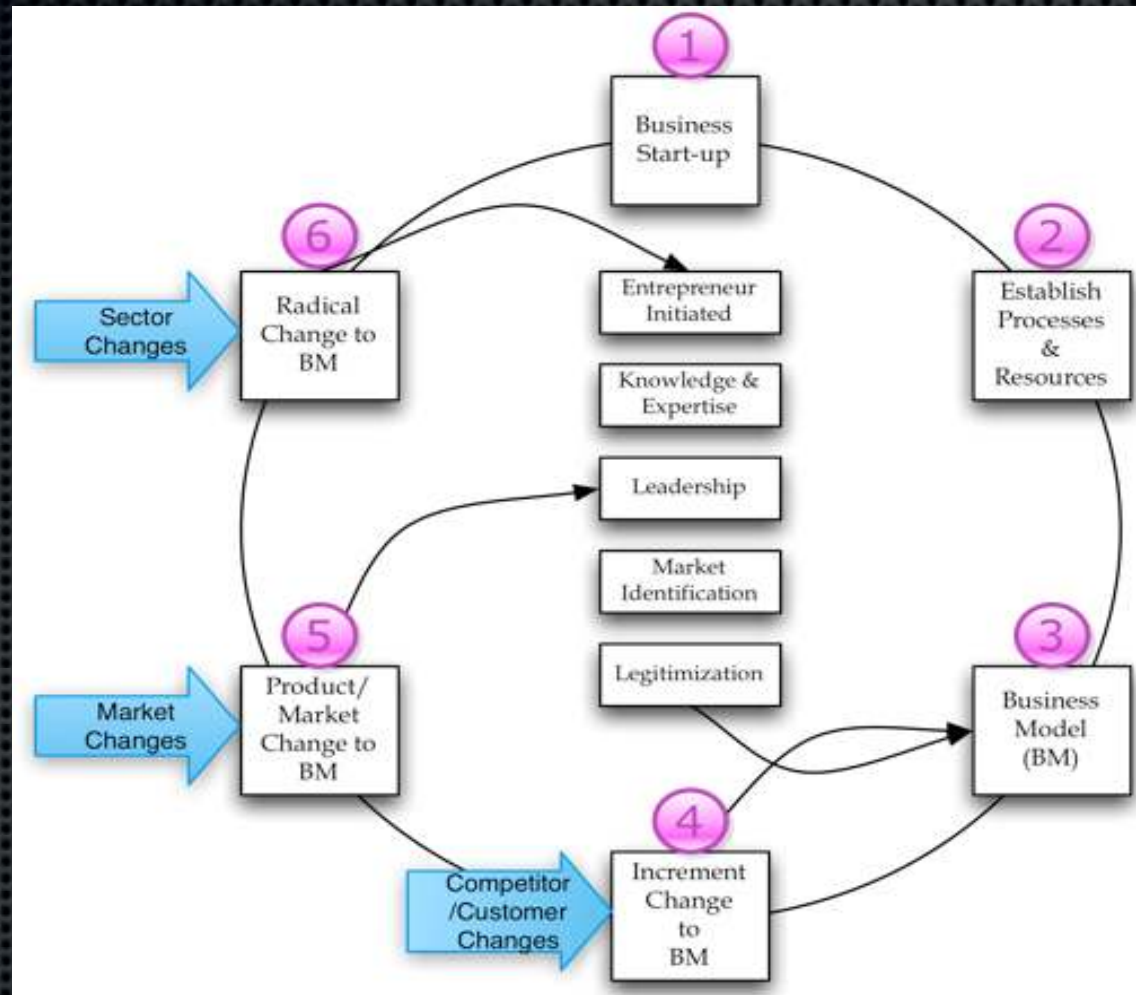 1
Business
Start-up
6
2
Sector
Changes
Radical
Change to
BM
Entrepreneur
Initiated
Establish
Processes
&
Resources
Knowledge &
Expertise
Leadership
Market
Identification
5
3
Legitimization
Market
Changes
Product/
Market
Change to
BM
Business
Model
(BM)
4
Competitor
/Customer
Changes
Increment
Change
to
BM